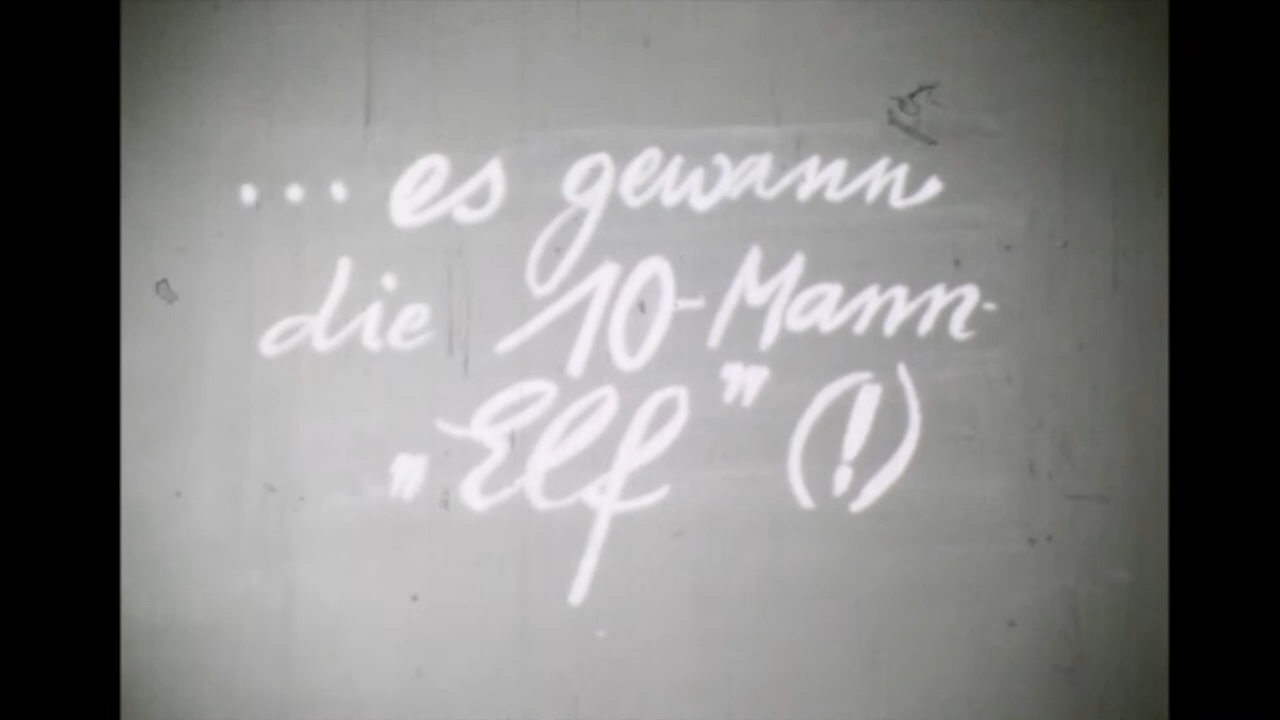 ... es gewann
die 10-Mann-
„Elf” (!)